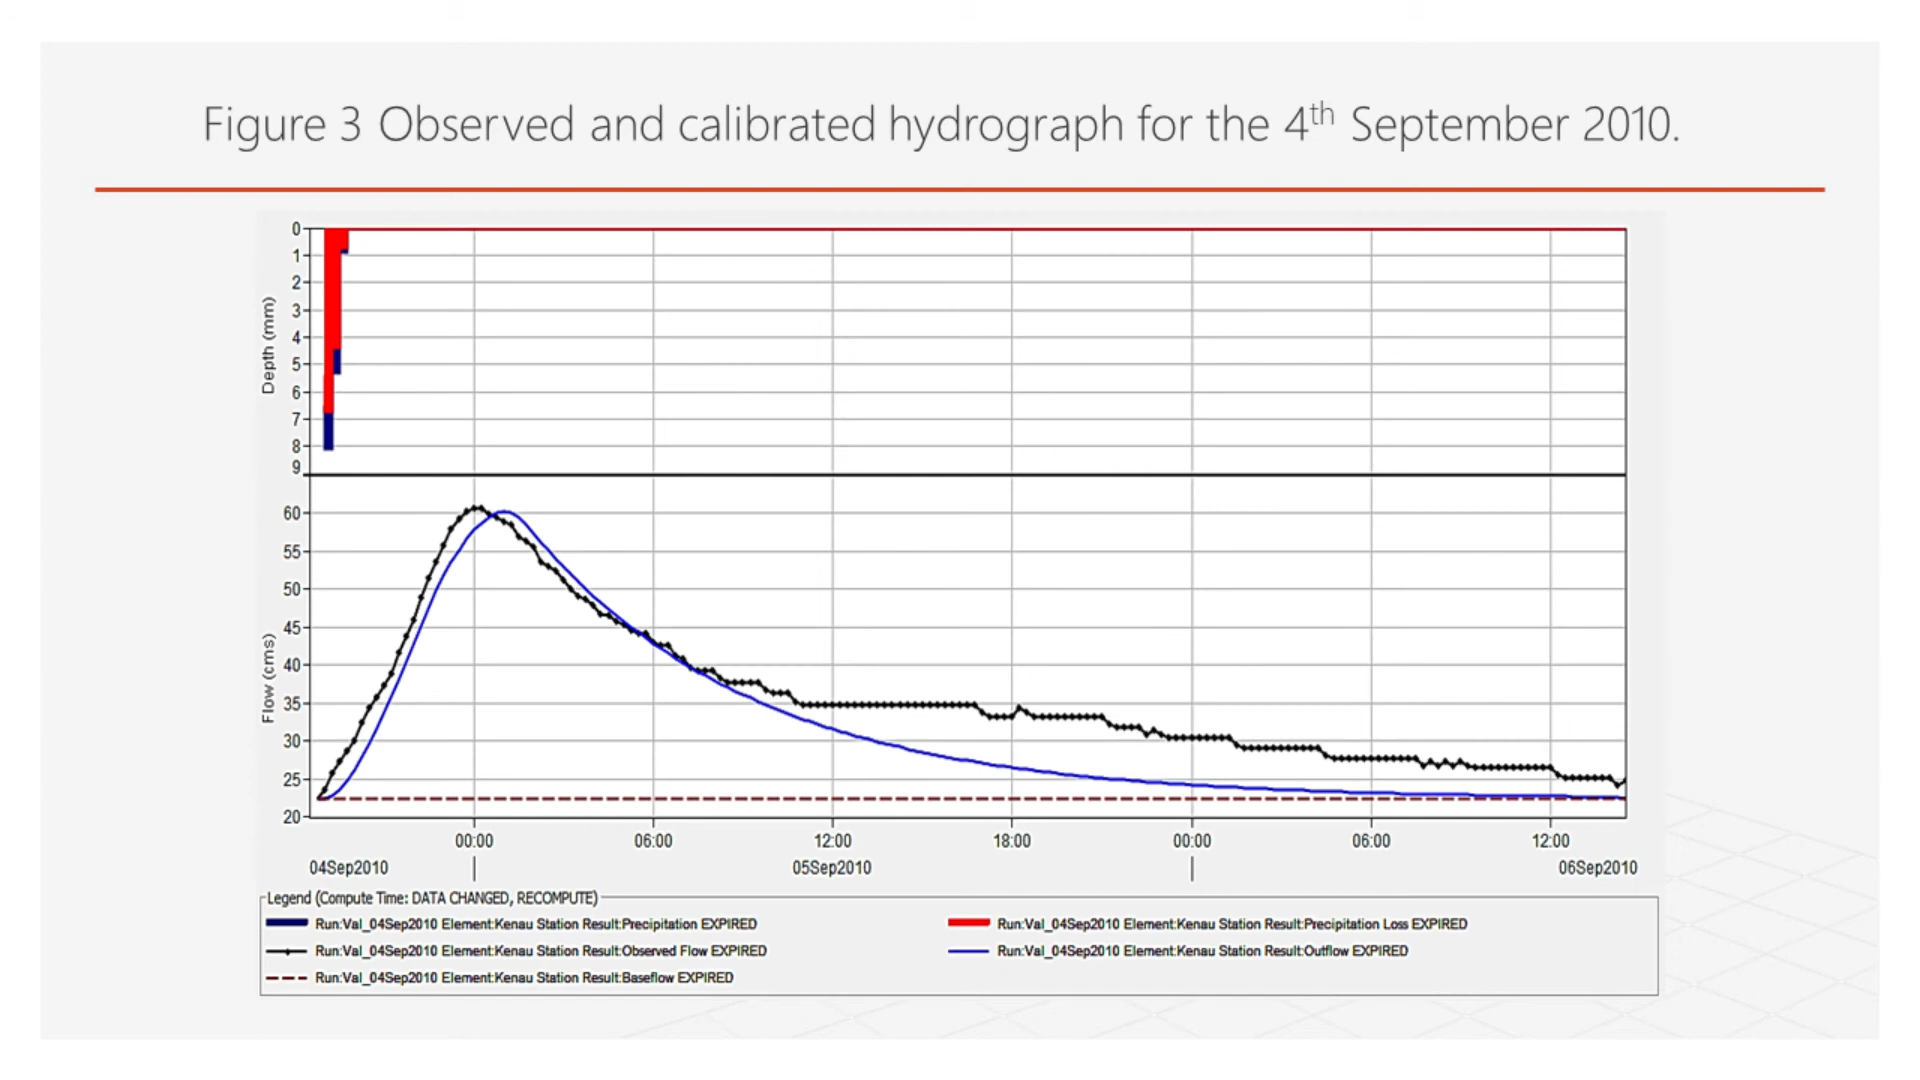 Figure 3 Observed and calibrated hydrograph for the 4th September 2010.
0
1
2
3
4
5
6
7
8
9
Depth (mm)
60
55
50
45
40
35
30
25
20
Flow (cms)
00:00 06:00 12:00 18:00 00:00 06:00 12:00
04Sep2010 | 05Sep2010 | 06Sep2010
Legend (Compute Time: DATA CHANGED, RECOMPUTE)
Run:Val_04Sep2010 Element:Kenau Station Result:Precipitation EXPIRED
Run:Val_04Sep2010 Element:Kenau Station Result:Precipitation Loss EXPIRED
Run:Val_04Sep2010 Element:Kenau Station Result:Observed Flow EXPIRED
Run:Val_04Sep2010 Element:Kenau Station Result:Outflow EXPIRED
Run:Val_04Sep2010 Element:Kenau Station Result:Baseflow EXPIRED